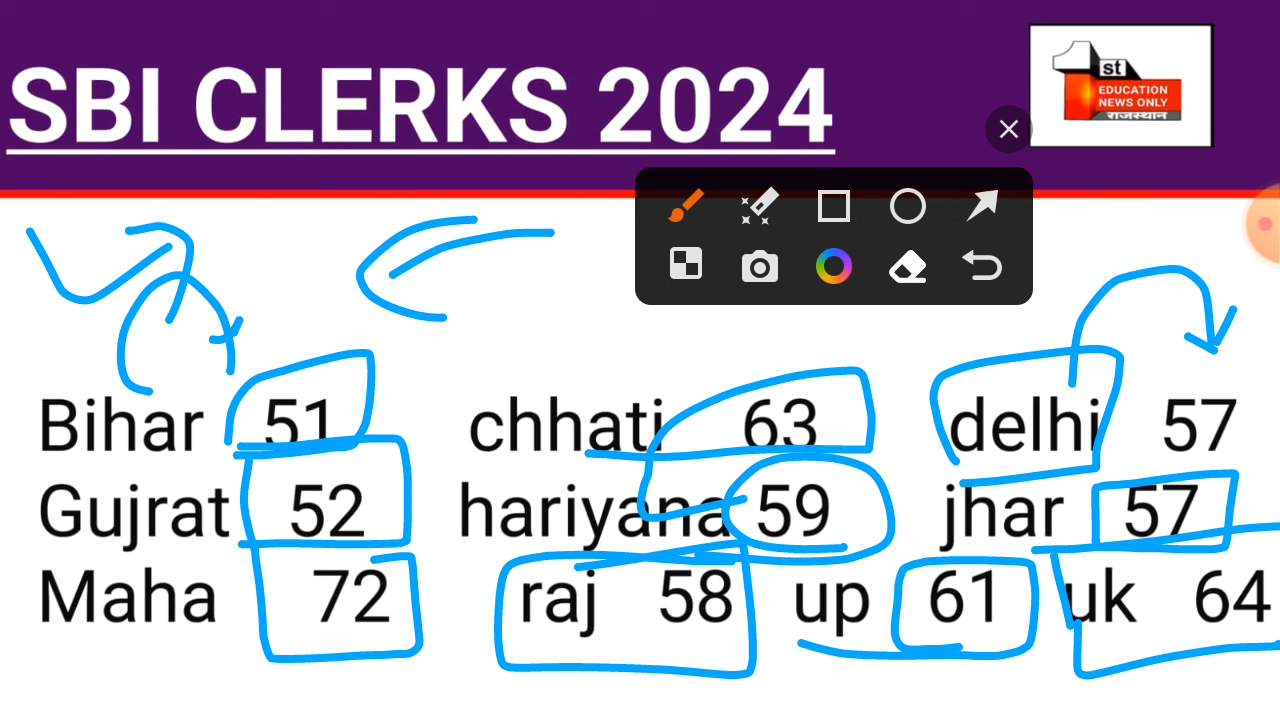 SBI CLERKS 2024
1st
EDUCATION
NEWS ONLY
राजस्थान
Bihar 51 chhati 63 delhi 57
Gujrat 52 hariyana 59 jhar 57
Maha 72 raj 58 up 61 uk 64